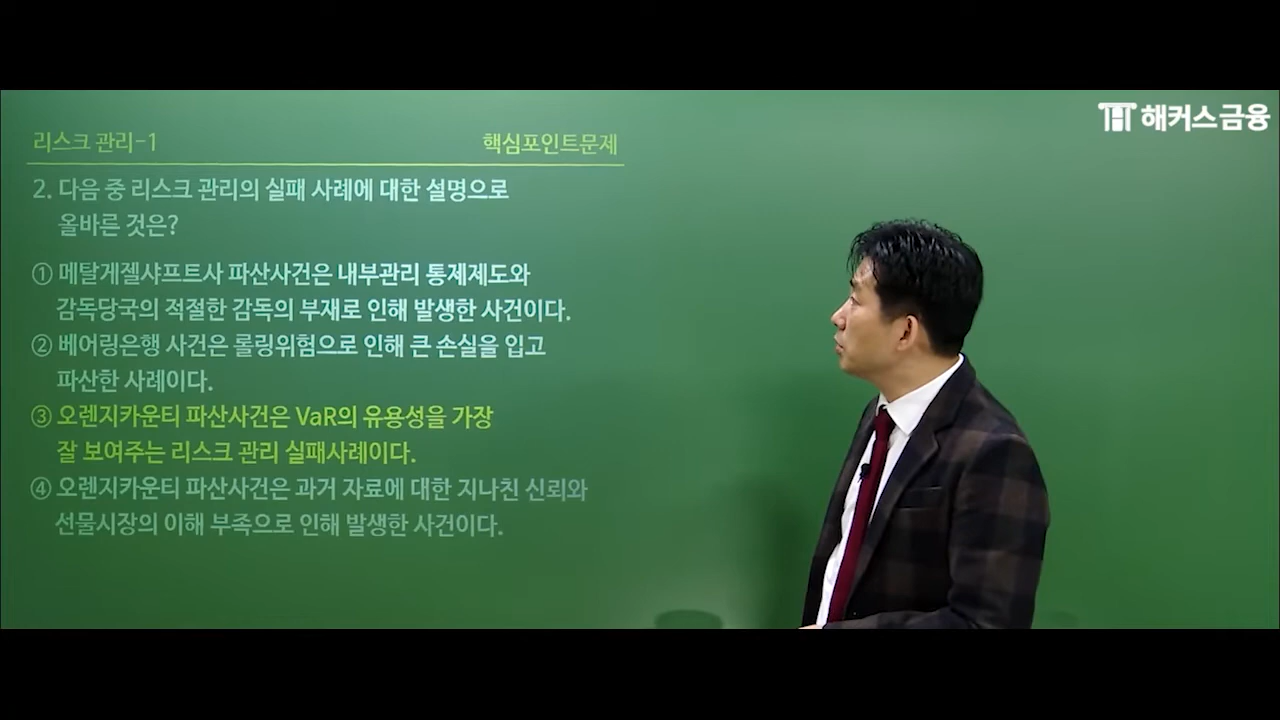 해커스금융
리스크 관리-1 핵심포인트문제
2. 다음 중 리스크 관리의 실패 사례에 대한 설명으로
올바른 것은?
① 메탈게젤샤프트사 파산사건은 내부관리 통제제도와
감독당국의 적절한 감독의 부재로 인해 발생한 사건이다.
② 베어링은행 사건은 롤링위험으로 인해 큰 손실을 입고
파산한 사례이다.
③ 오렌지카운티 파산사건은 VaR의 유용성을 가장
잘 보여주는 리스크 관리 실패사례이다.
④ 오렌지카운티 파산사건은 과거 자료에 대한 지나친 신뢰와
선물시장의 이해 부족으로 인해 발생한 사건이다.